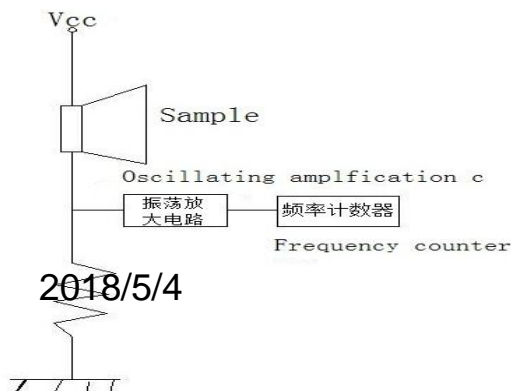 Vcc
Sample
Oscillating amplfication c
振荡放
大电路
频率计数器
Frequency counter
2018/5/4